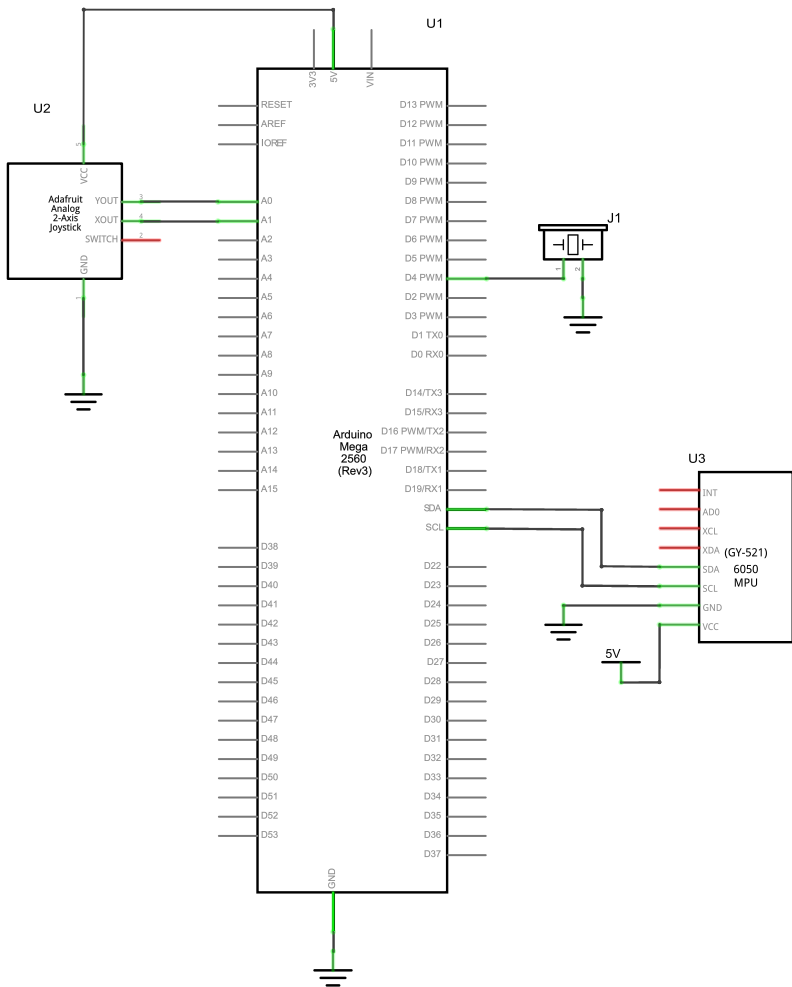 U1
3V3
5V
VIN
U2
RESET
AREF
IOREF
D13 PWM
D12 PWM
D11 PWM
D10 PWM
D9 PWM
D8 PWM
D7 PWM
D6 PWM
D5 PWM
D4 PWM
D2 PWM
D3 PWM
D1 TX0
D0 RX0
5
VCC
Adafruit
Analog
2-Axis
Joystick
YOUT
3
XOUT
4
SWITCH
2
GND
1
A0
A1
A2
A3
A4
A5
A6
A7
A8
A9
A10
A11
A12
A13
A14
A15
J1
1
2
D14/TX3
D15/RX3
D16 PWM/TX2
D17 PWM/RX2
D18/TX1
D19/RX1
SDA
SCL
Arduino
Mega
2560
(Rev3)
U3
INT
AD0
XCL
XDA
SDA
SCL
GND
VCC
(GY-521)
6050
MPU
5V
D38
D39
D40
D41
D42
D43
D44
D45
D46
D47
D48
D49
D50
D51
D52
D53
D22
D23
D24
D25
D26
D27
D28
D29
D30
D31
D32
D33
D34
D35
D36
D37
GND